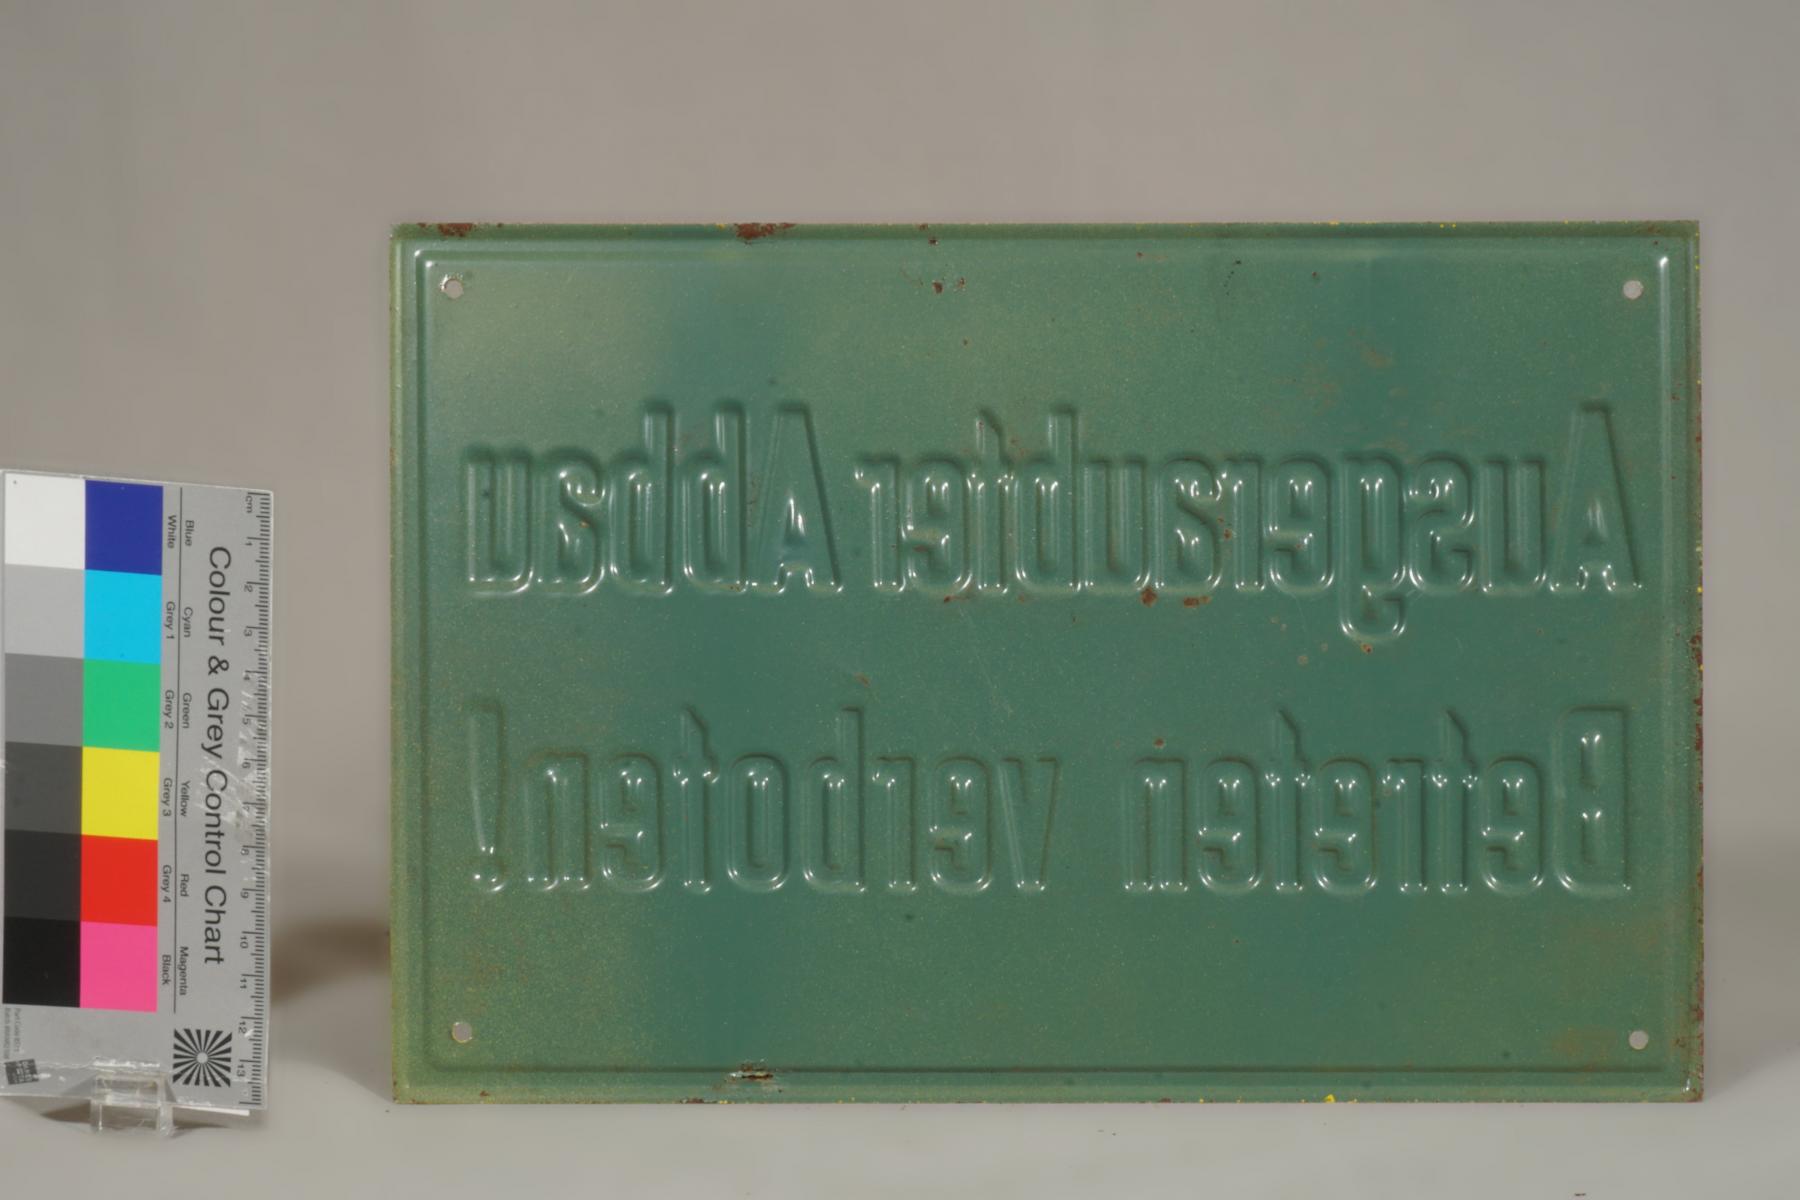 Ausgeraubter Abbau
Betreten verboten!
Colour & Grey Control Chart
Blue Cyan Green Yellow Red Magenta
White Grey 1 Grey 2 Grey 3 Grey 4 Black
cm 1 2 3 4 5 6 7 8 9 10 11 12 13